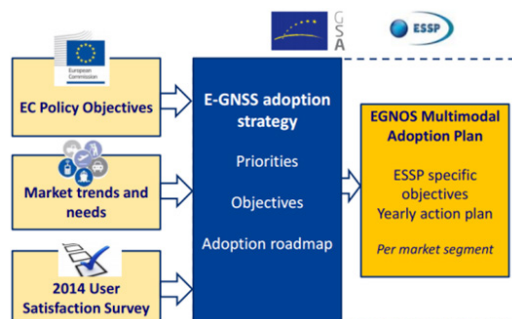 European
Commission
EC Policy Objectives
Market trends and
needs
2014 User
Satisfaction Survey
GSA
E-GNSS adoption
strategy
Priorities
Objectives
Adoption roadmap
ESSP
EGNOS Multimodal
Adoption Plan
ESSP specific
objectives
Yearly action plan
Per market segment